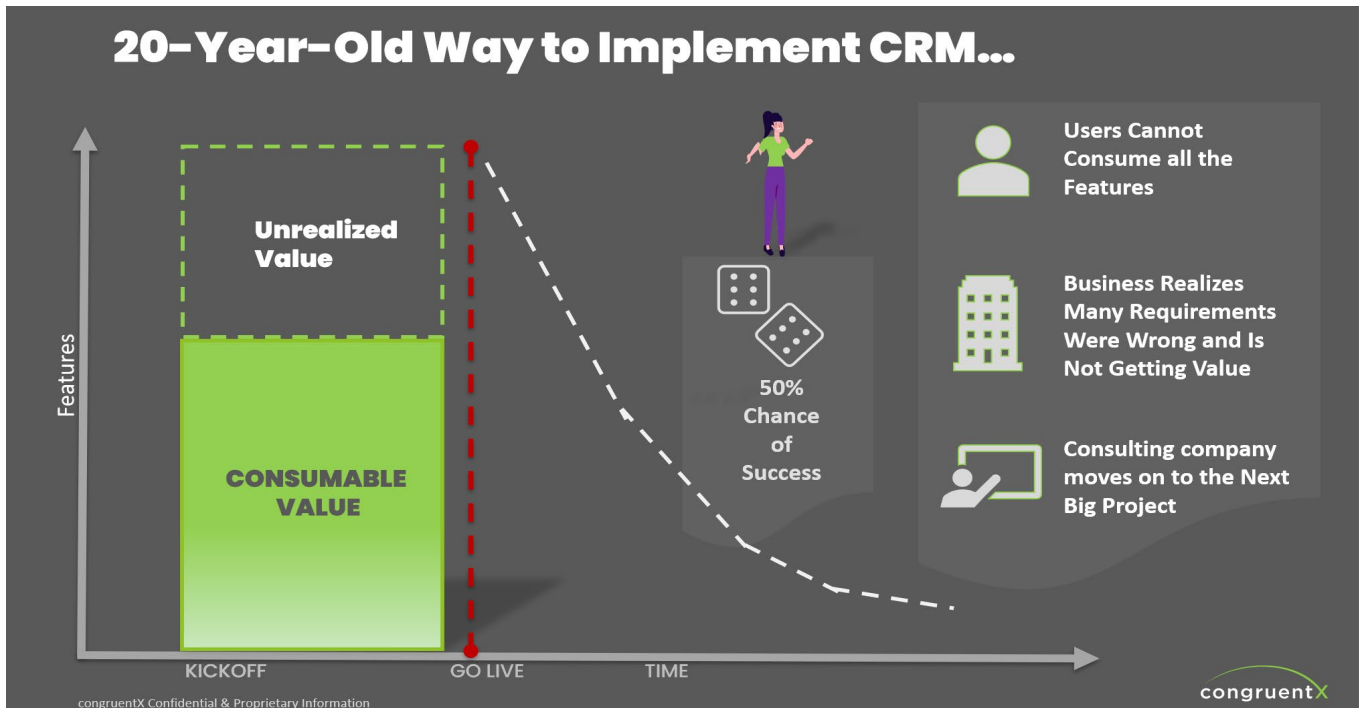 20-Year-Old Way to Implement CRM...
Features
Unrealized
Value
CONSUMABLE
VALUE
50%
Chance
of
Success
Users Cannot
Consume all the
Features
Business Realizes
Many Requirements
Were Wrong and Is
Not Getting Value
Consulting company
moves on to the Next
Big Project
KICKOFF
GO LIVE
TIME
congruentX Confidential & Proprietary Information
congruentX